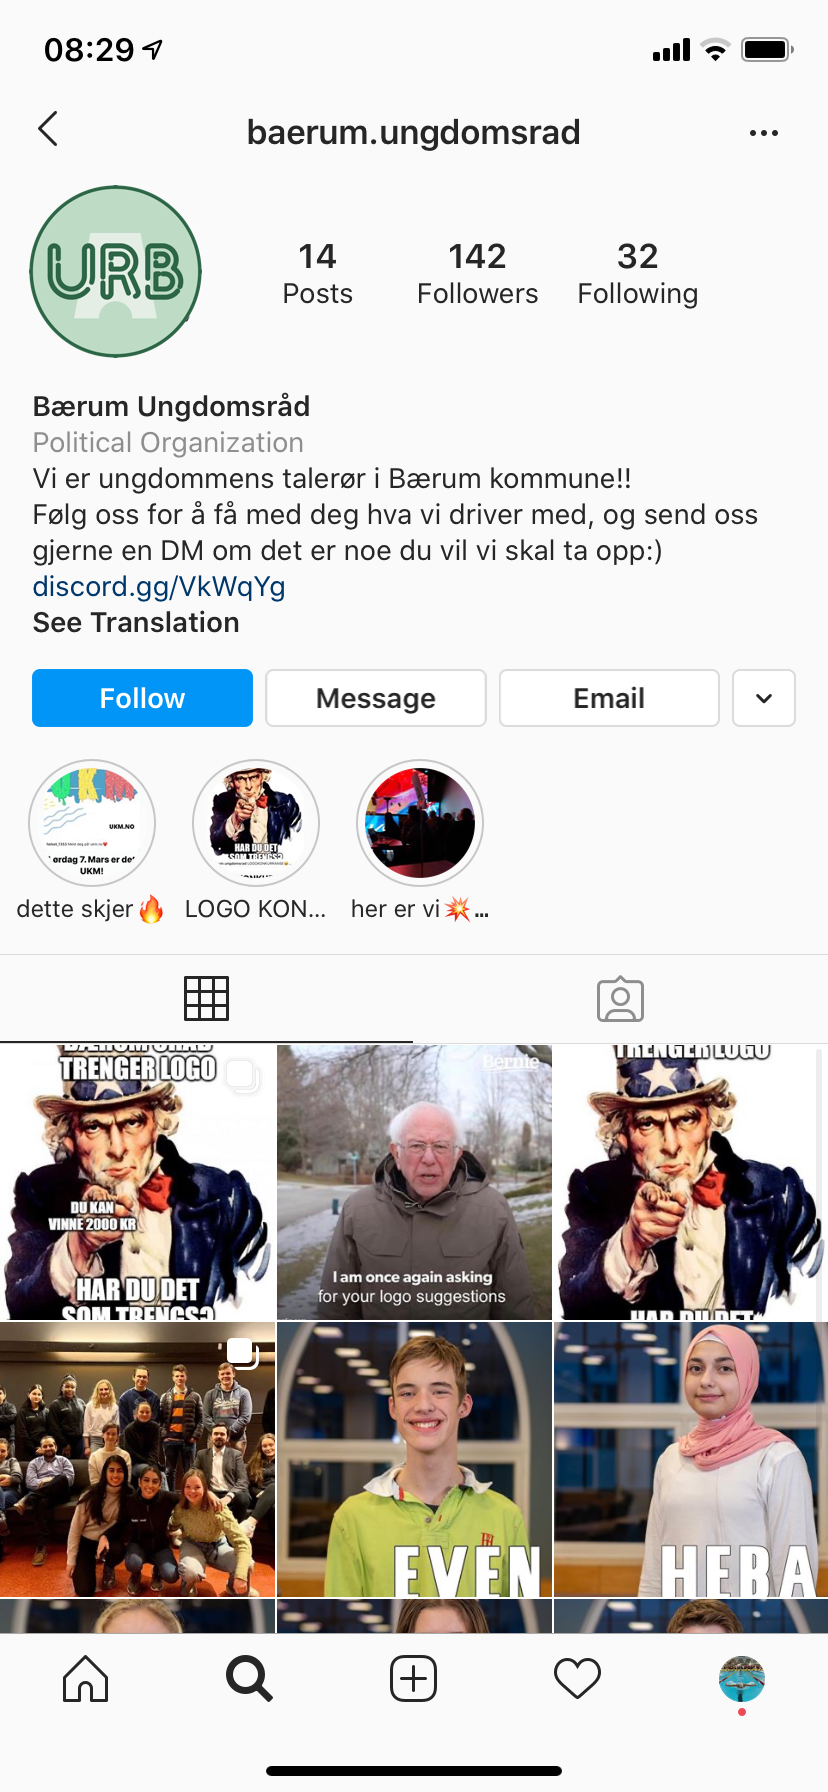 08:29
baerum.ungdomsrad
URB
14
Posts
142
Followers
32
Following
Bærum Ungdomsråd
Political Organization
Vi er ungdommens talerør i Bærum kommune!!
Følg oss for å få med deg hva vi driver med, og send oss
gjerne en DM om det er noe du vil vi skal ta opp:)
discord.gg/VkWqYg
See Translation
Follow
Message
Email
UKM
UKM.NO
ørdag 7. Mars er de
UKM!
HAR DU DET
SOM TRENGS?
dette skjer🔥
LOGO KON...
her er vi💥...
TRENGER LOGO
DU KAN
VINNE 2000 KR
HAR DU DET
SOM TRENGS?
Bernie
I am once again asking
for your logo suggestions
TRENGER LOGO
HAR DU DET
EVEN
HEBA